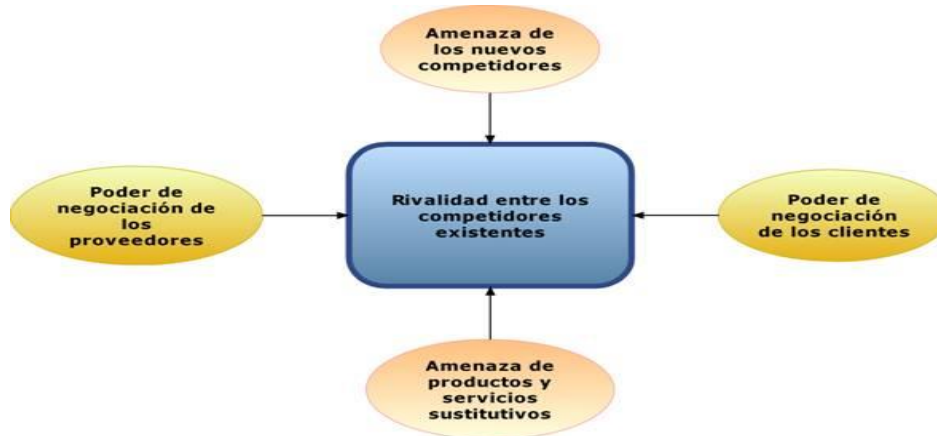 Amenaza de
los nuevos
competidores
Poder de
negociación de
los
proveedores
Rivalidad entre los
competidores
existentes
Poder de
negociación
de los clientes
Amenaza de
productos y
servicios
sustitutivos